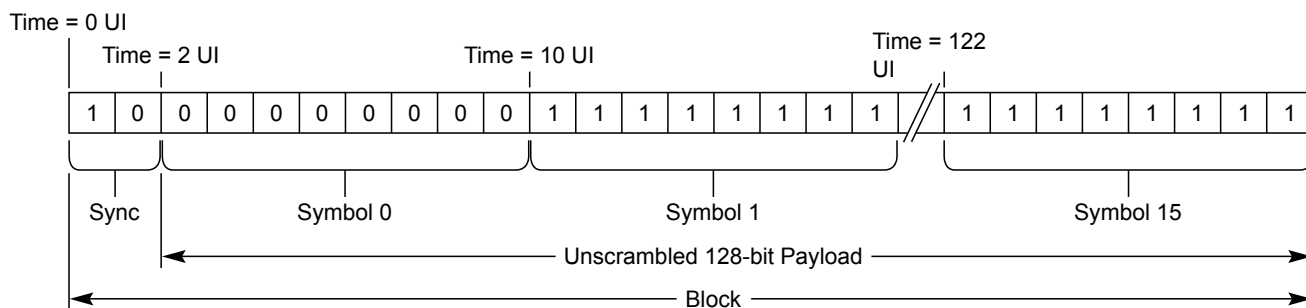 Time = 0 UI
Time = 2 UI
Time = 10 UI
Time = 122
UI
1 0 0 0 0 0 0 0 0 0 1 1 1 1 1 1 1 1 1 1 1 1 1 1 1 1
Sync Symbol 0 Symbol 1 Symbol 15
Unscrambled 128-bit Payload
Block